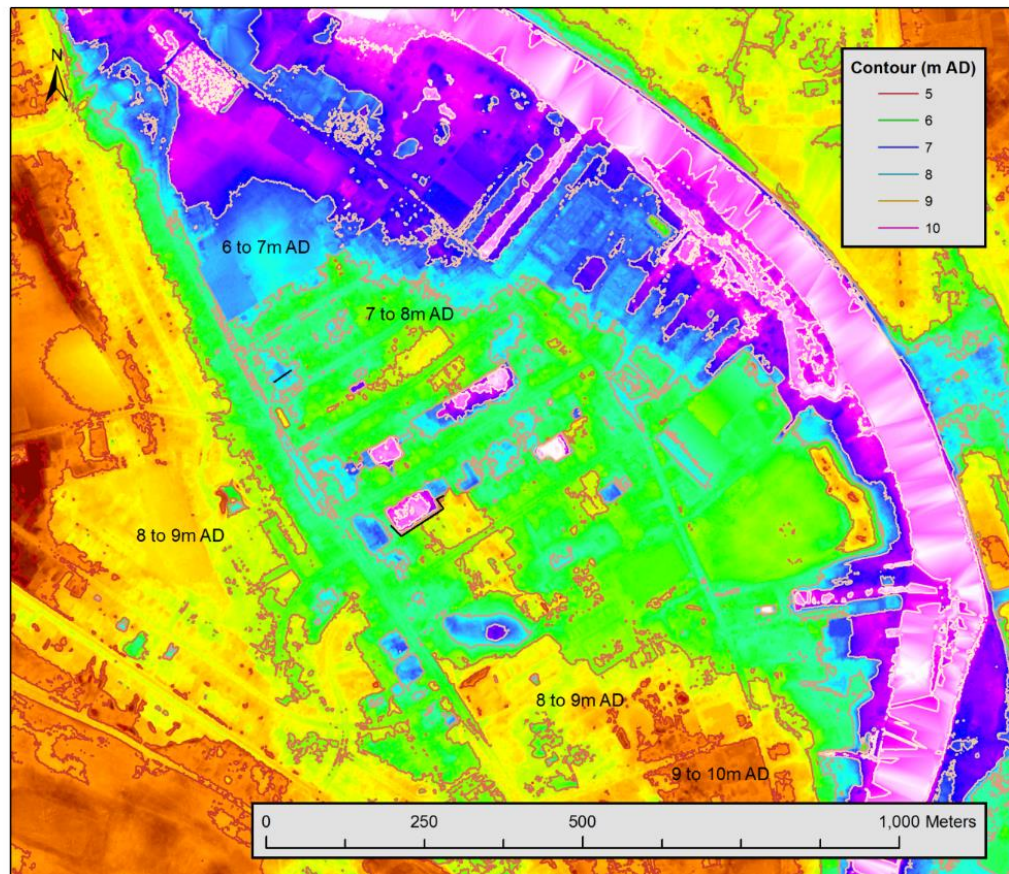 N
Contour (m AD)
5
6
7
8
9
10
6 to 7m AD
7 to 8m AD
8 to 9m AD
8 to 9m AD
9 to 10m AD
0 250 500 1,000 Meters